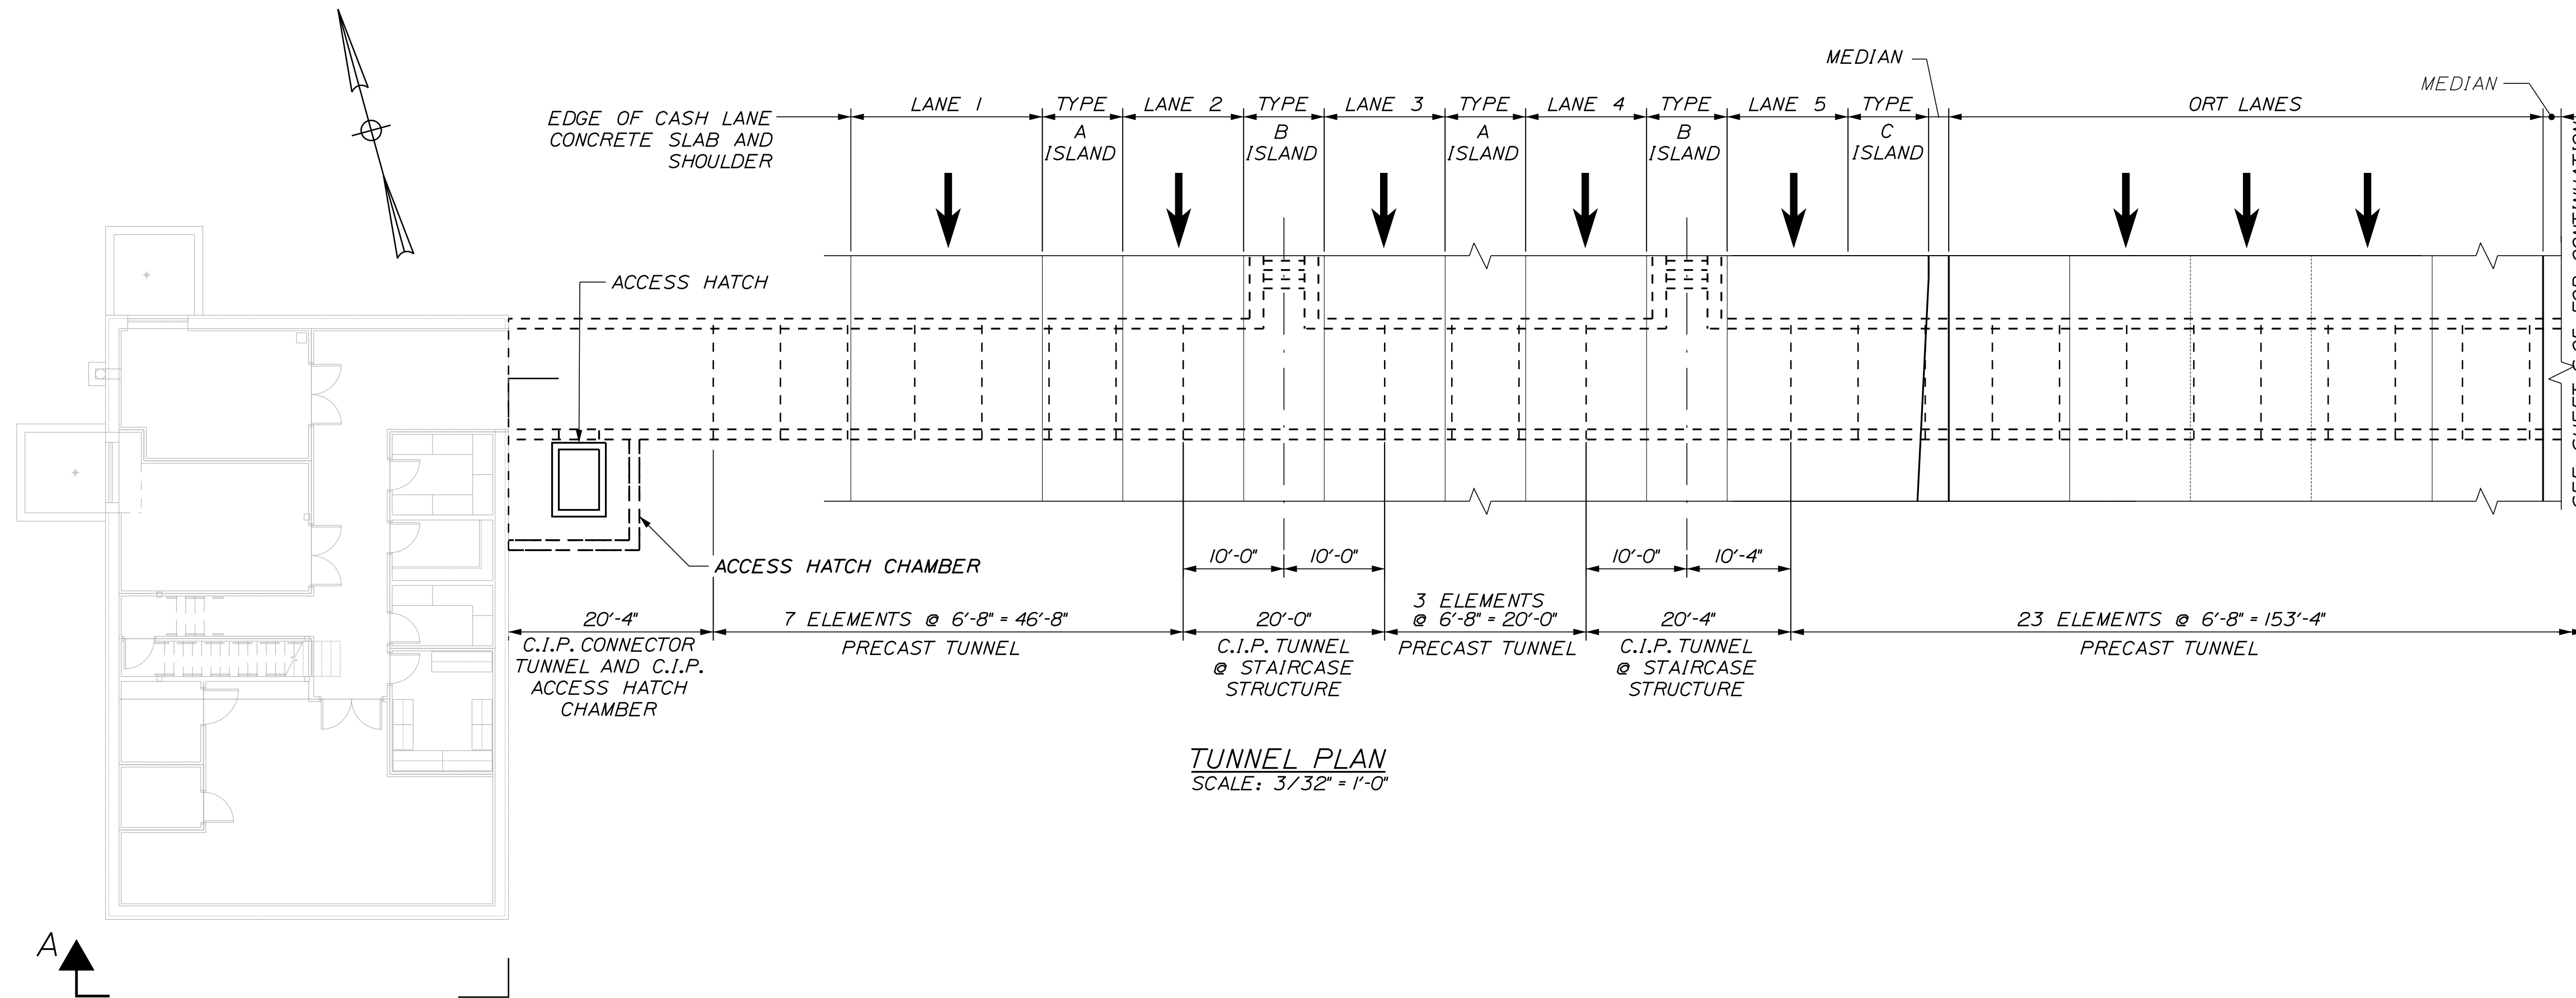 MEDIAN
MEDIAN
EDGE OF CASH LANE
CONCRETE SLAB AND
SHOULDER
LANE 1
TYPE
A
ISLAND
LANE 2
TYPE
B
ISLAND
LANE 3
TYPE
A
ISLAND
LANE 4
TYPE
B
ISLAND
LANE 5
TYPE
C
ISLAND
ORT LANES
ACCESS HATCH
ACCESS HATCH CHAMBER
10'-0"
10'-0"
10'-0"
10'-4"
20'-4"
C.I.P. CONNECTOR
TUNNEL AND C.I.P.
ACCESS HATCH
CHAMBER
7 ELEMENTS @ 6'-8" = 46'-8"
PRECAST TUNNEL
20'-0"
C.I.P. TUNNEL
@ STAIRCASE
STRUCTURE
3 ELEMENTS
@ 6'-8" = 20'-0"
PRECAST TUNNEL
20'-4"
C.I.P. TUNNEL
@ STAIRCASE
STRUCTURE
23 ELEMENTS @ 6'-8" = 153'-4"
PRECAST TUNNEL
TUNNEL PLAN
SCALE: 3/32" = 1'-0"
A